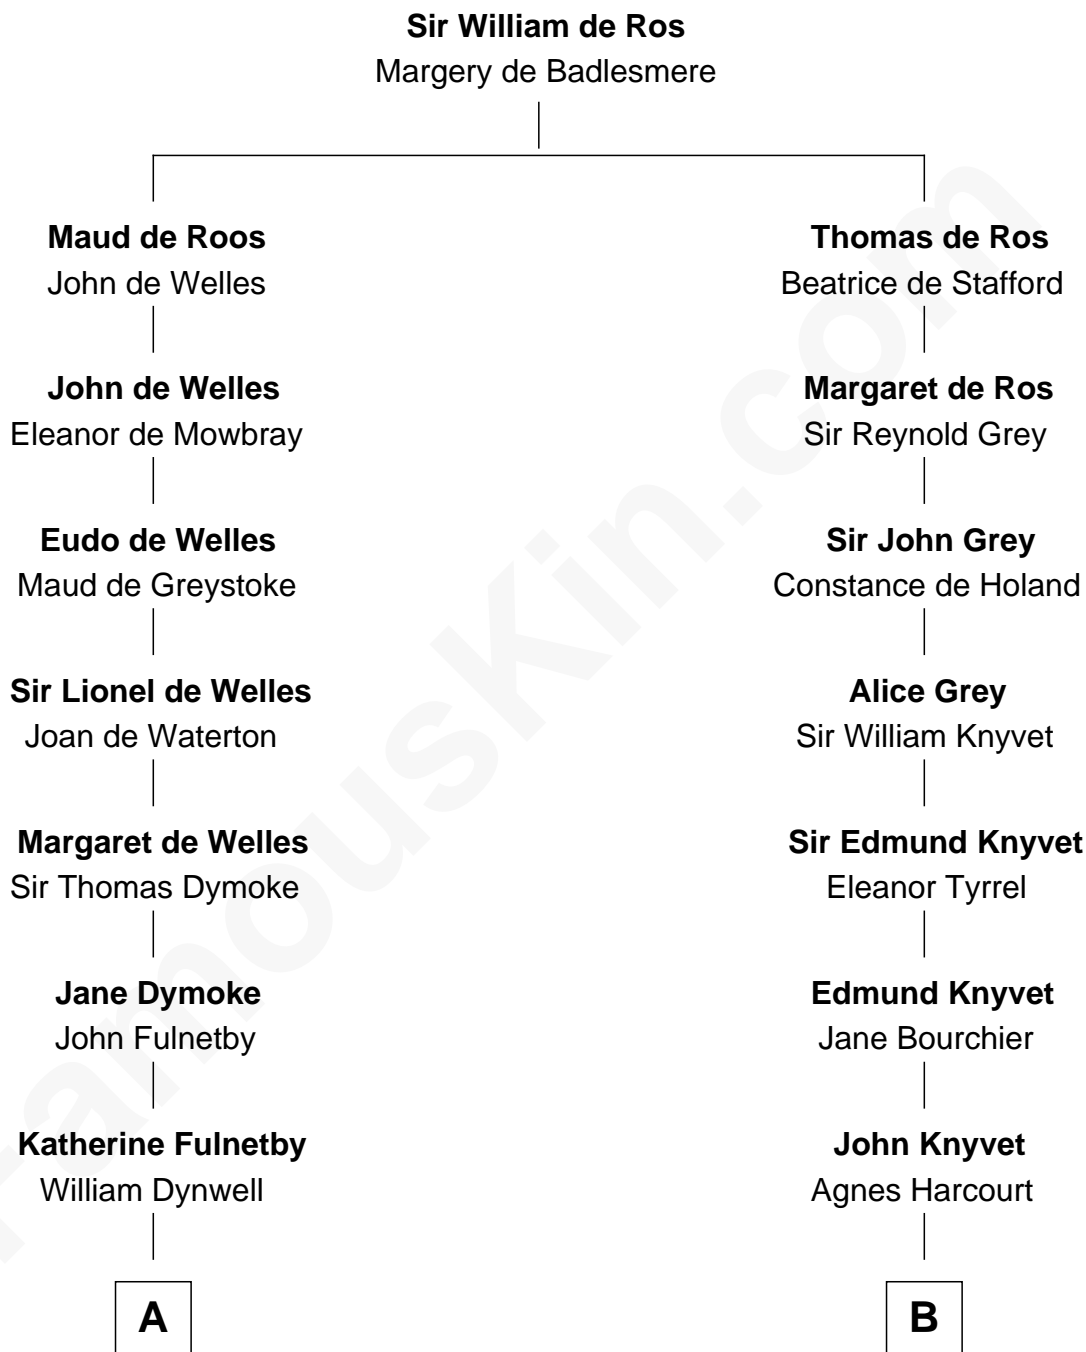 Sir William de Ros
Margery de Badlesmere
Maud de Roos
John de Welles
Thomas de Ros
Beatrice de Stafford
John de Welles
Eleanor de Mowbray
Margaret de Ros
Sir Reynold Grey
Eudo de Welles
Maud de Greystoke
Sir John Grey
Constance de Holand
Sir Lionel de Welles
Joan de Waterton
Alice Grey
Sir William Knyvet
Margaret de Welles
Sir Thomas Dymoke
Sir Edmund Knyvet
Eleanor Tyrrel
Jane Dymoke
John Fulnetby
Edmund Knyvet
Jane Bourchier
Katherine Fulnetby
William Dynwell
John Knyvet
Agnes Harcourt
A
B
FamousKin.com